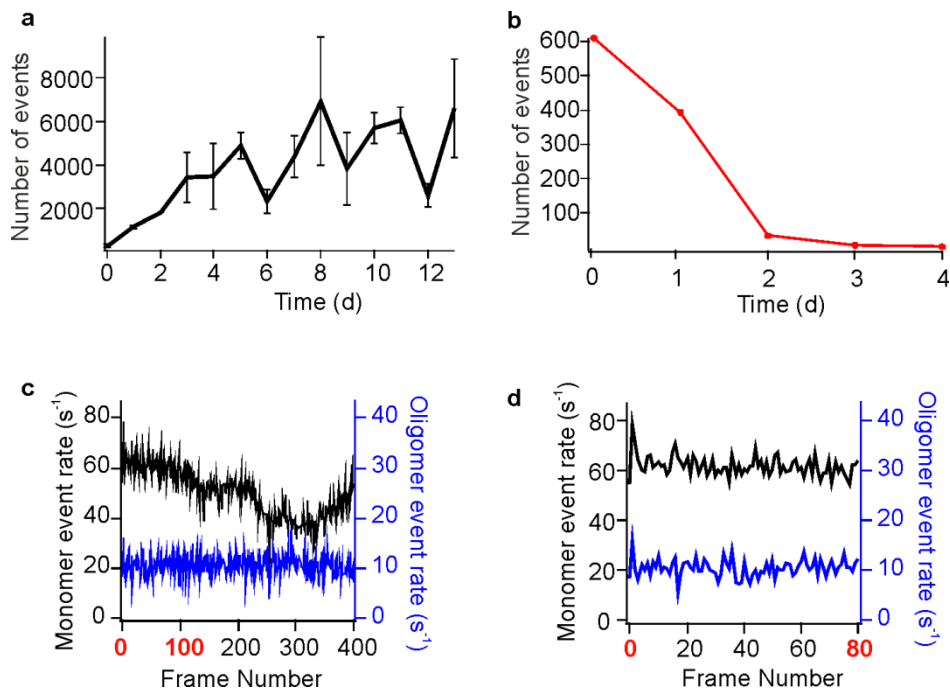 a
Number of events
8000
6000
4000
2000
0 2 4 6 8 10 12
Time (d)
b
Number of events
600
500
400
300
200
100
0 1 2 3 4
Time (d)
c
Monomer event rate (s⁻¹)
80
60
40
20
0
Oligomer event rate (s⁻¹)
40
30
20
10
0
0 100 200 300 400
Frame Number
d
Monomer event rate (s⁻¹)
80
60
40
20
0
Oligomer event rate (s⁻¹)
40
30
20
10
0
0 20 40 60 80
Frame Number